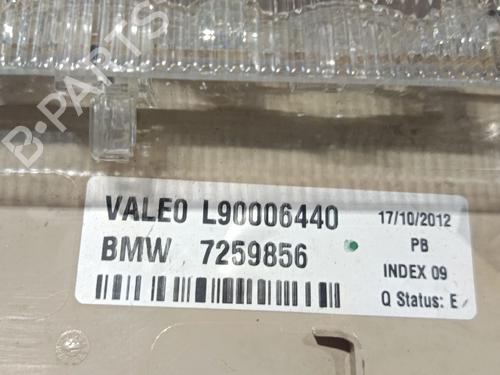 B-PARTS
VALEO L90006440
BMW 7259856
17/10/2012
PB
INDEX 09
Q Status: E